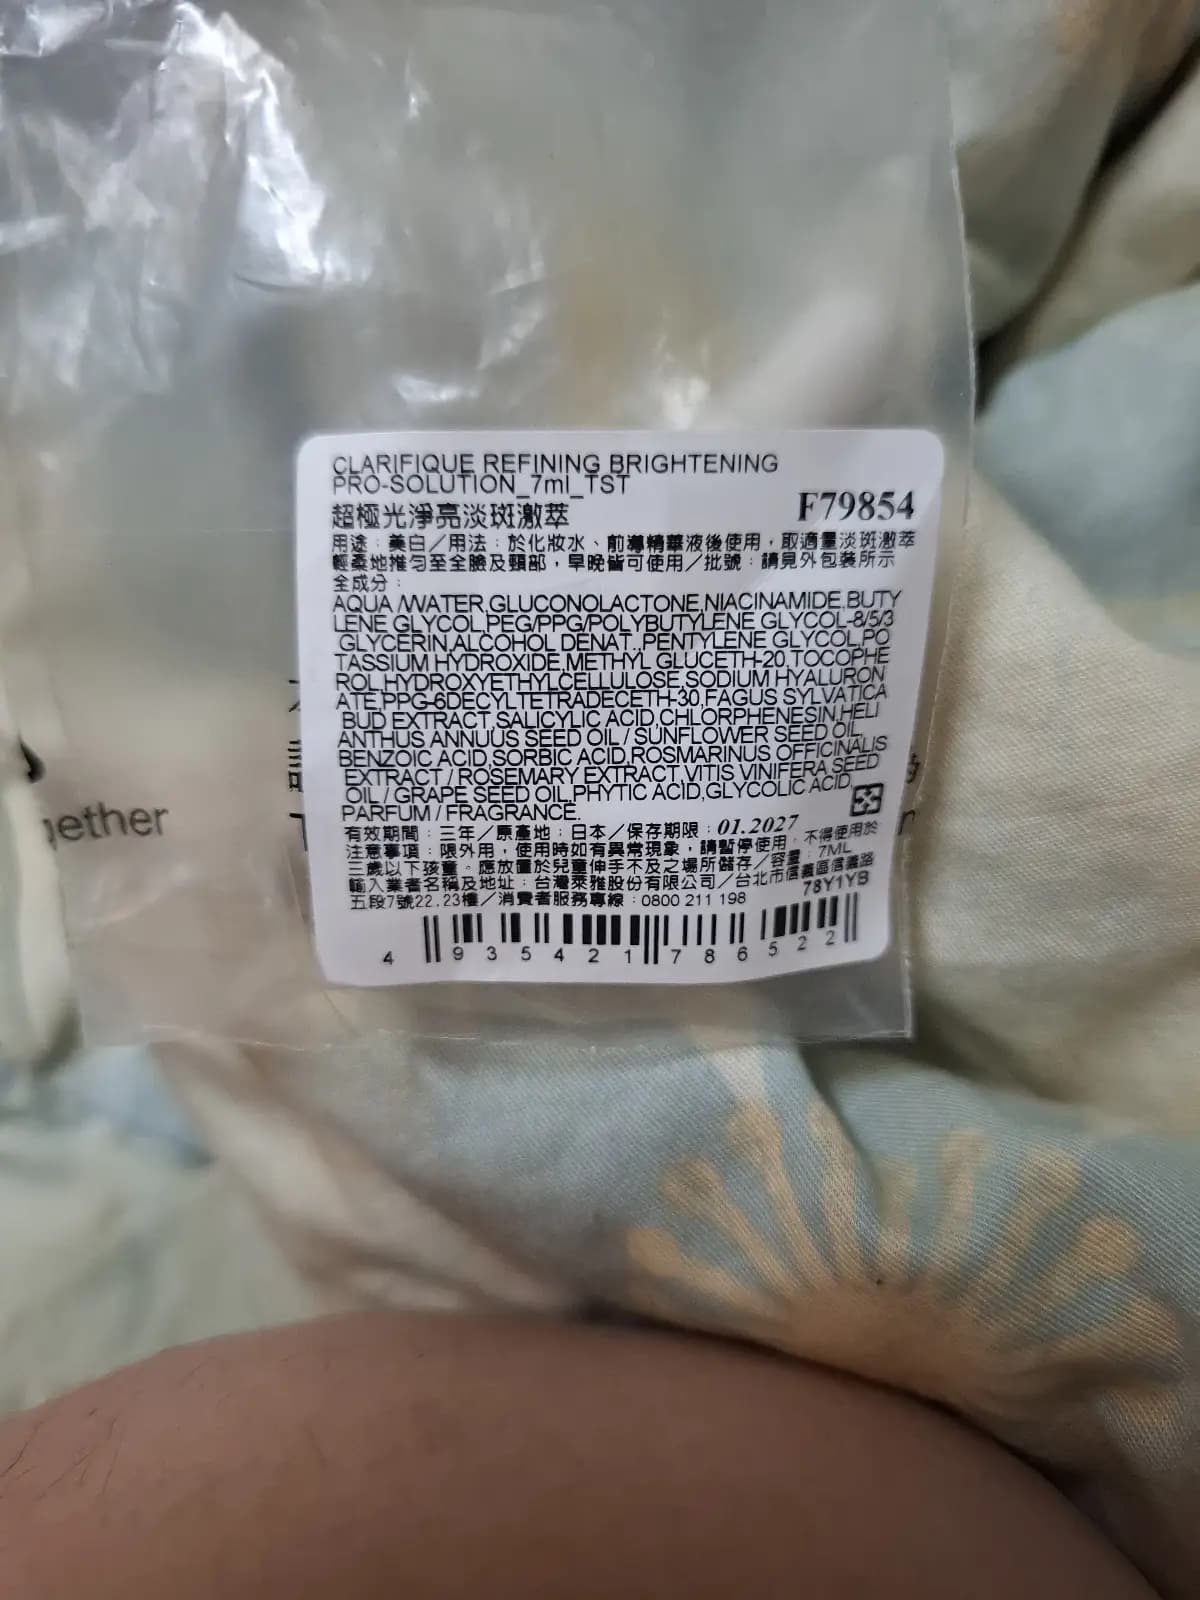 CLARIFIQUE REFINING BRIGHTENING
PRO-SOLUTION_7ml_TST
F79854
超極光淨亮淡斑激萃
用途：美白／用法：於化妝水、前導精華液後使用，取適量淡斑激萃
輕柔地推勻至全臉及頸部，早晚皆可使用／批號：請見外包裝所示
全成分：
AQUA /WATER,GLUCONOLACTONE,NIACINAMIDE,BUTY
LENE GLYCOL,PEG/PPG/POLYBUTYLENE GLYCOL-8/5/3
GLYCERIN,ALCOHOL DENAT.,PENTYLENE GLYCOL,PO
TASSIUM HYDROXIDE,METHYL GLUCETH-20,TOCOPHE
ROL,HYDROXYETHYLCELLULOSE,SODIUM HYALURON
ATE,PPG-6DECYLTETRADECETH-30,FAGUS SYLVATICA
BUD EXTRACT,SALICYLIC ACID,CHLORPHENESIN,HELI
ANTHUS ANNUUS SEED OIL / SUNFLOWER SEED OIL,
BENZOIC ACID,SORBIC ACID,ROSMARINUS OFFICINALIS
EXTRACT / ROSEMARY EXTRACT,VITIS VINIFERA SEED
OIL / GRAPE SEED OIL,PHYTIC ACID,GLYCOLIC ACID,
PARFUM / FRAGRANCE.
有效期間：三年／原產地：日本／保存期限：01.2027
注意事項：限外用，使用時如有異常現象，請暫停使用。不得使用於
三歲以下孩童。應放置於兒童伸手不及之場所儲存／容量：7ML
輸入業者名稱及地址：台灣萊雅股份有限公司／台北市信義區信義路
五段7號22,23樓／消費者服務專線：0800 211 198
78Y1YB
4 935421 786522
gether